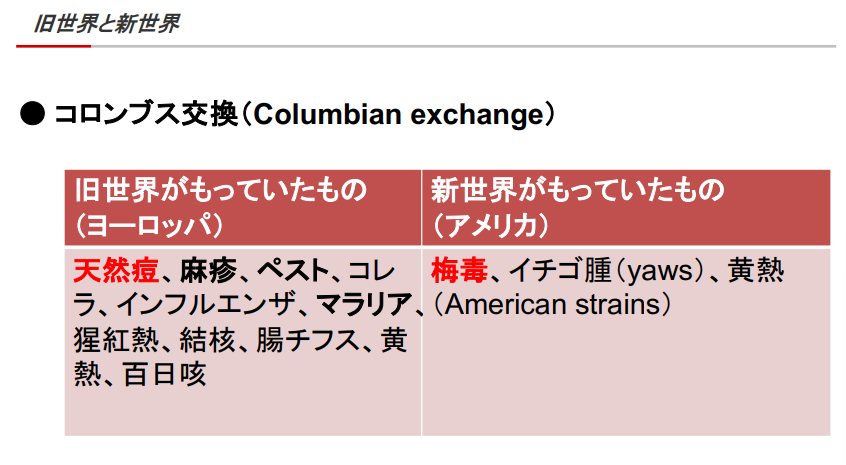 旧世界と新世界
● コロンブス交換（Columbian exchange）
旧世界がもっていたもの
（ヨーロッパ）
新世界がもっていたもの
（アメリカ）
天然痘、麻疹、ペスト、コレ
ラ、インフルエンザ、マラリア、
猩紅熱、結核、腸チフス、黄
熱、百日咳
梅毒、イチゴ腫（yaws）、黄熱
（American strains）